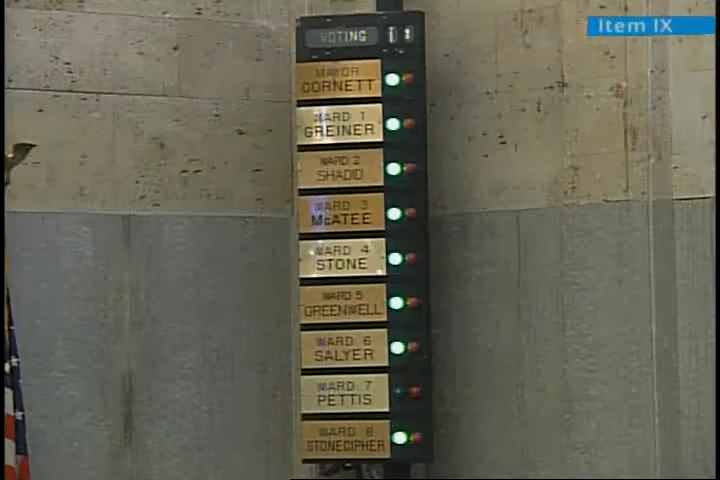 Item IX
VOTING
MAYOR
CORNETT
WARD 1
GREINER
WARD 2
SHADID
WARD 3
McATEE
WARD 4
STONE
WARD 5
GREENWELL
WARD 6
SALYER
WARD 7
PETTIS
WARD 8
STONECIPHER